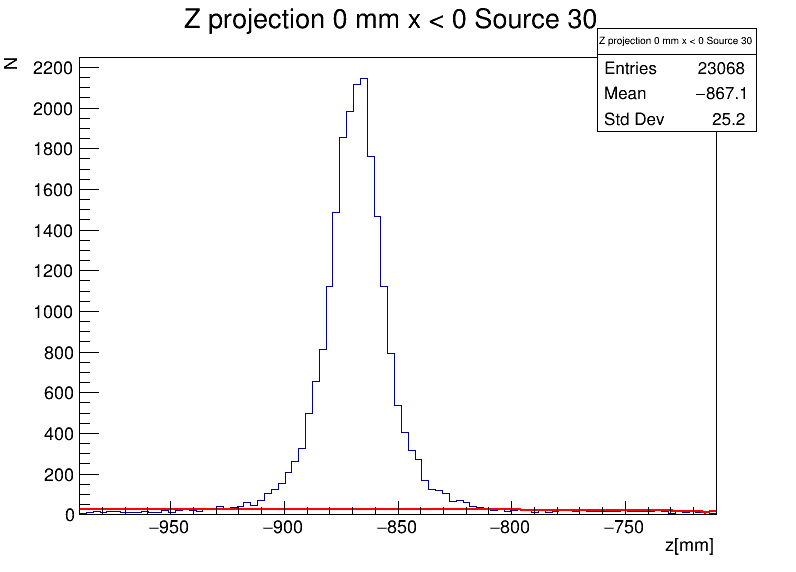 Z projection 0 mm x < 0 Source 30
Z projection 0 mm x < 0 Source 30
Entries 23068
Mean −867.1
Std Dev 25.2
N
2200
2000
1800
1600
1400
1200
1000
800
600
400
200
0
−950 −900 −850 −800 −750
z[mm]